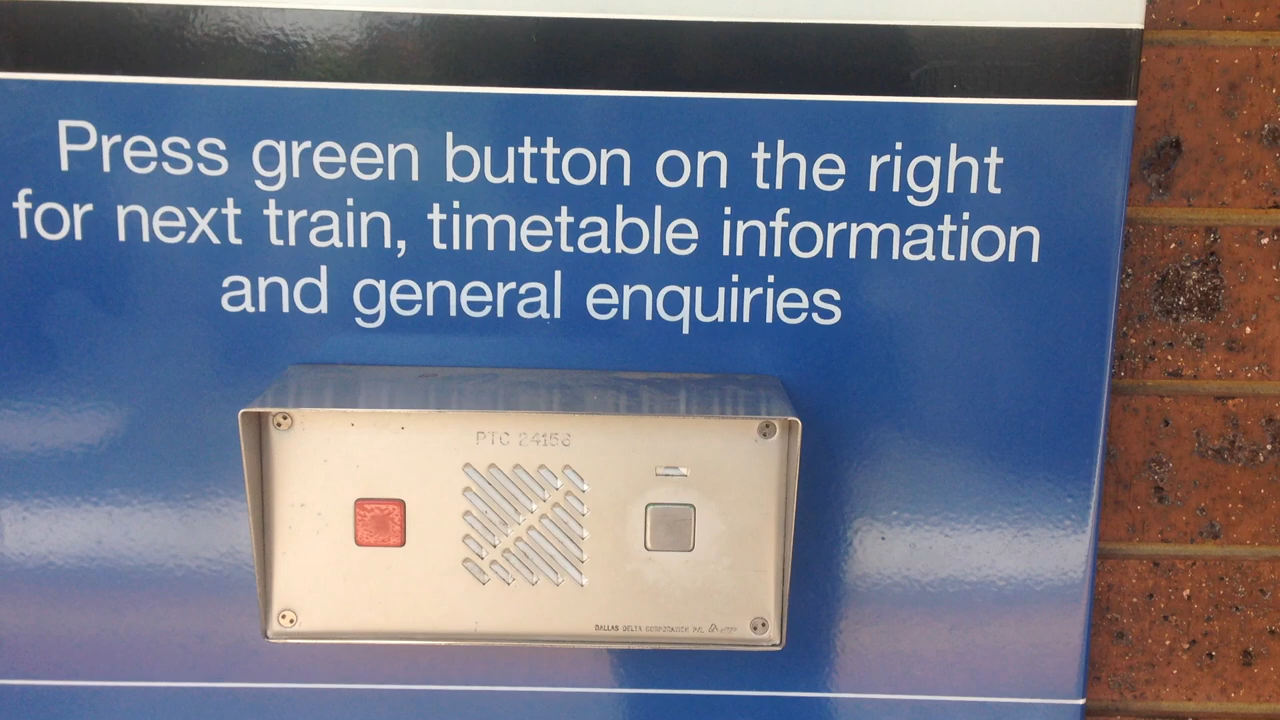 Press green button on the right
for next train, timetable information
and general enquiries
PTC 24156
DALLAS DELTA CORPORATION